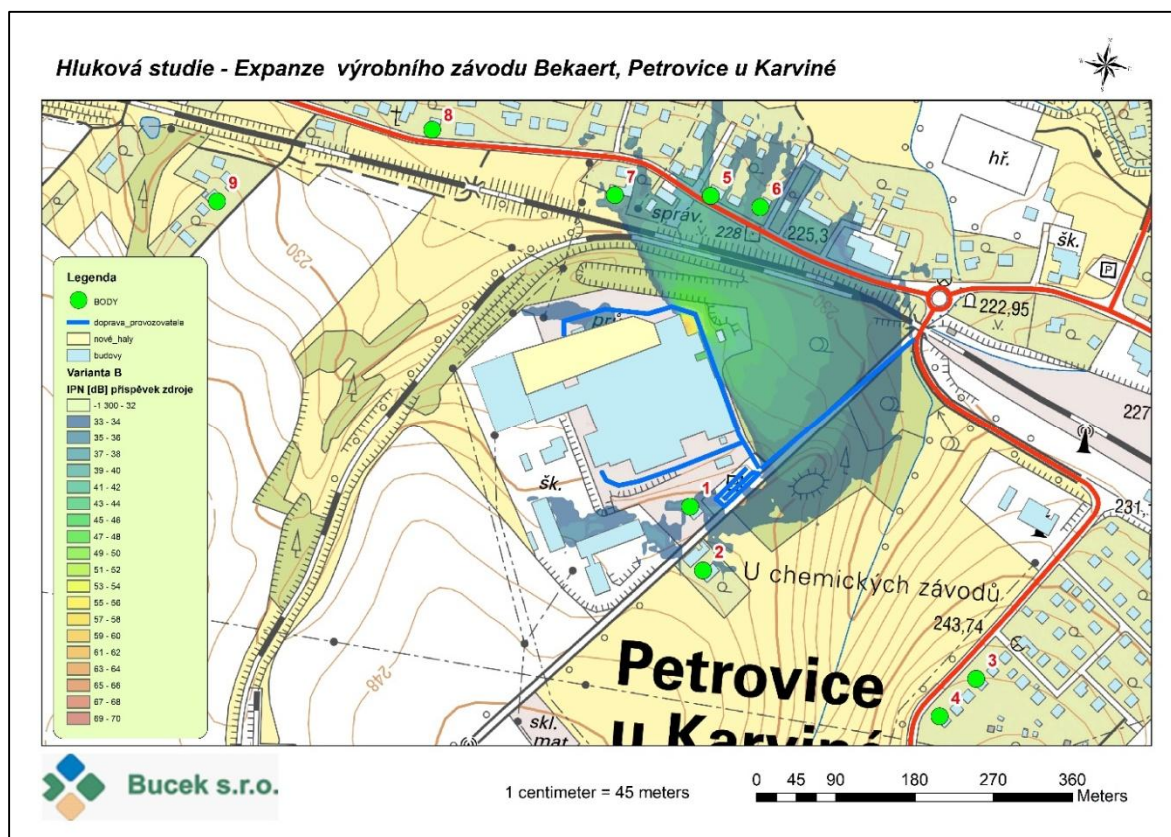 Hluková studie - Expanze výrobního závodu Bekaert, Petrovice u Karviné
8
9
7
5
6
hř.
správ.
228
225,3
šk.
P
230
222,95
Legenda
BODY
doprava_provozovatele
nové_haly
budovy
Varianta B
IPN [dB] příspěvek zdroje
-1 300 - 32
33 - 34
35 - 36
37 - 38
39 - 40
41 - 42
43 - 44
45 - 46
47 - 48
49 - 50
51 - 52
53 - 54
55 - 56
57 - 58
59 - 60
61 - 62
63 - 64
65 - 66
67 - 68
69 - 70
227
šk.
1
2
231,
U chemických závodů
243,74
248
3
4
Petrovice
u Karviné
skl.
mat.
Bucek s.r.o.
1 centimeter = 45 meters
0 45 90 180 270 360
Meters